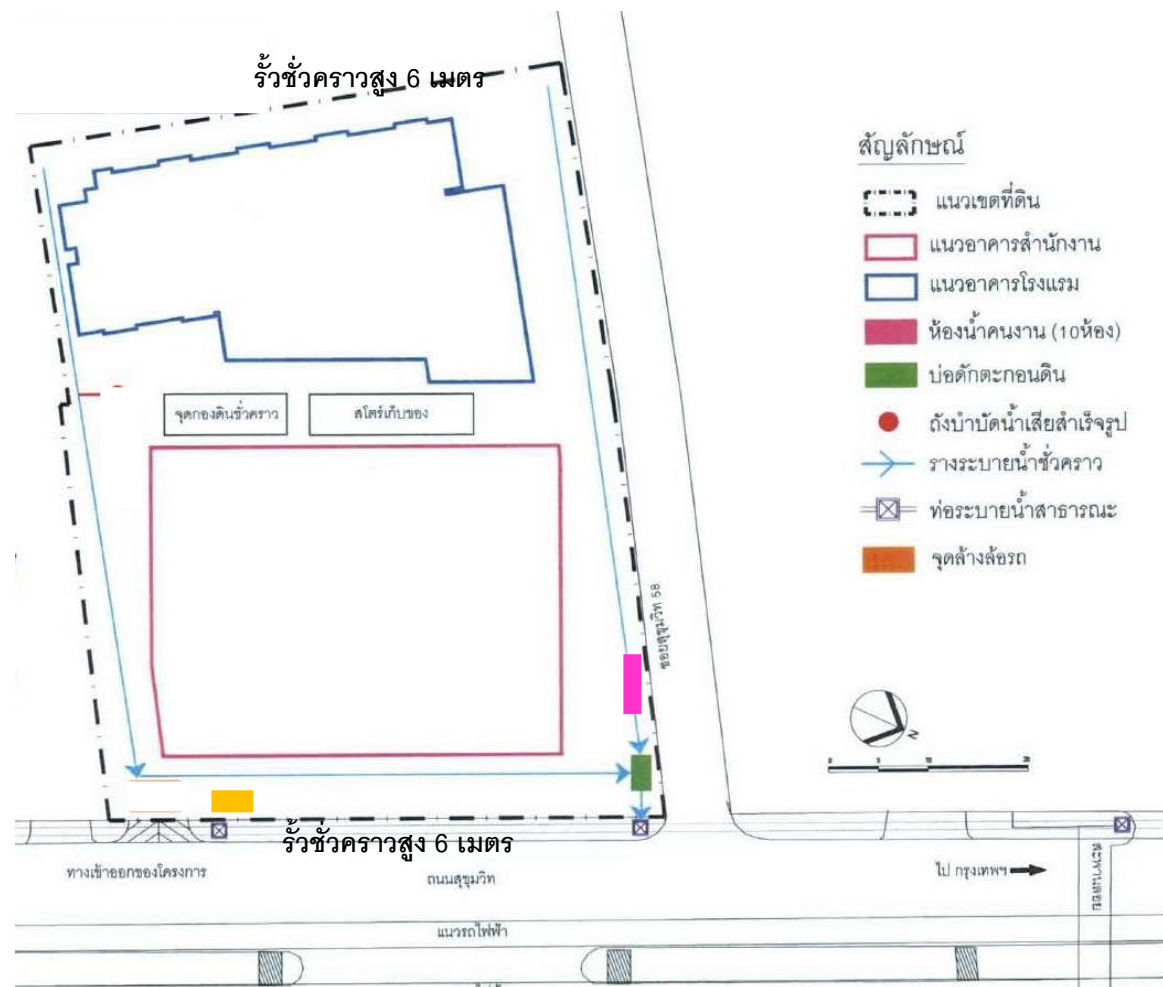 รั้วชั่วคราวสูง 6 เมตร
สัญลักษณ์
แนวเขตที่ดิน
แนวอาคารสำนักงาน
แนวอาคารโรงแรม
ห้องน้ำคนงาน (10ห้อง)
บ่อดักตะกอนดิน
ถังบำบัดน้ำเสียสำเร็จรูป
รางระบายน้ำชั่วคราว
ท่อระบายน้ำสาธารณะ
จุดล้างล้อรถ
จุดกองดินชั่วคราว
สโตร์เก็บของ
ซอยสุขุมวิท 58
N
0 5 10 20
รั้วชั่วคราวสูง 6 เมตร
ทางเข้าออกของโครงการ
ถนนสุขุมวิท
ไป กรุงเทพฯ
สะพานลอย
แนวรถไฟฟ้า